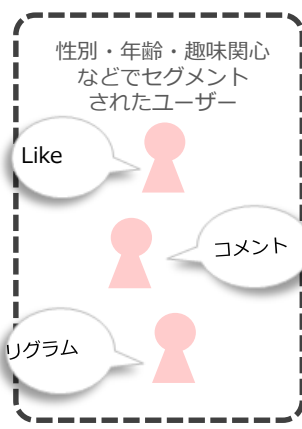 性別・年齢・趣味関心
などでセグメント
されたユーザー
Like
コメント
リグラム